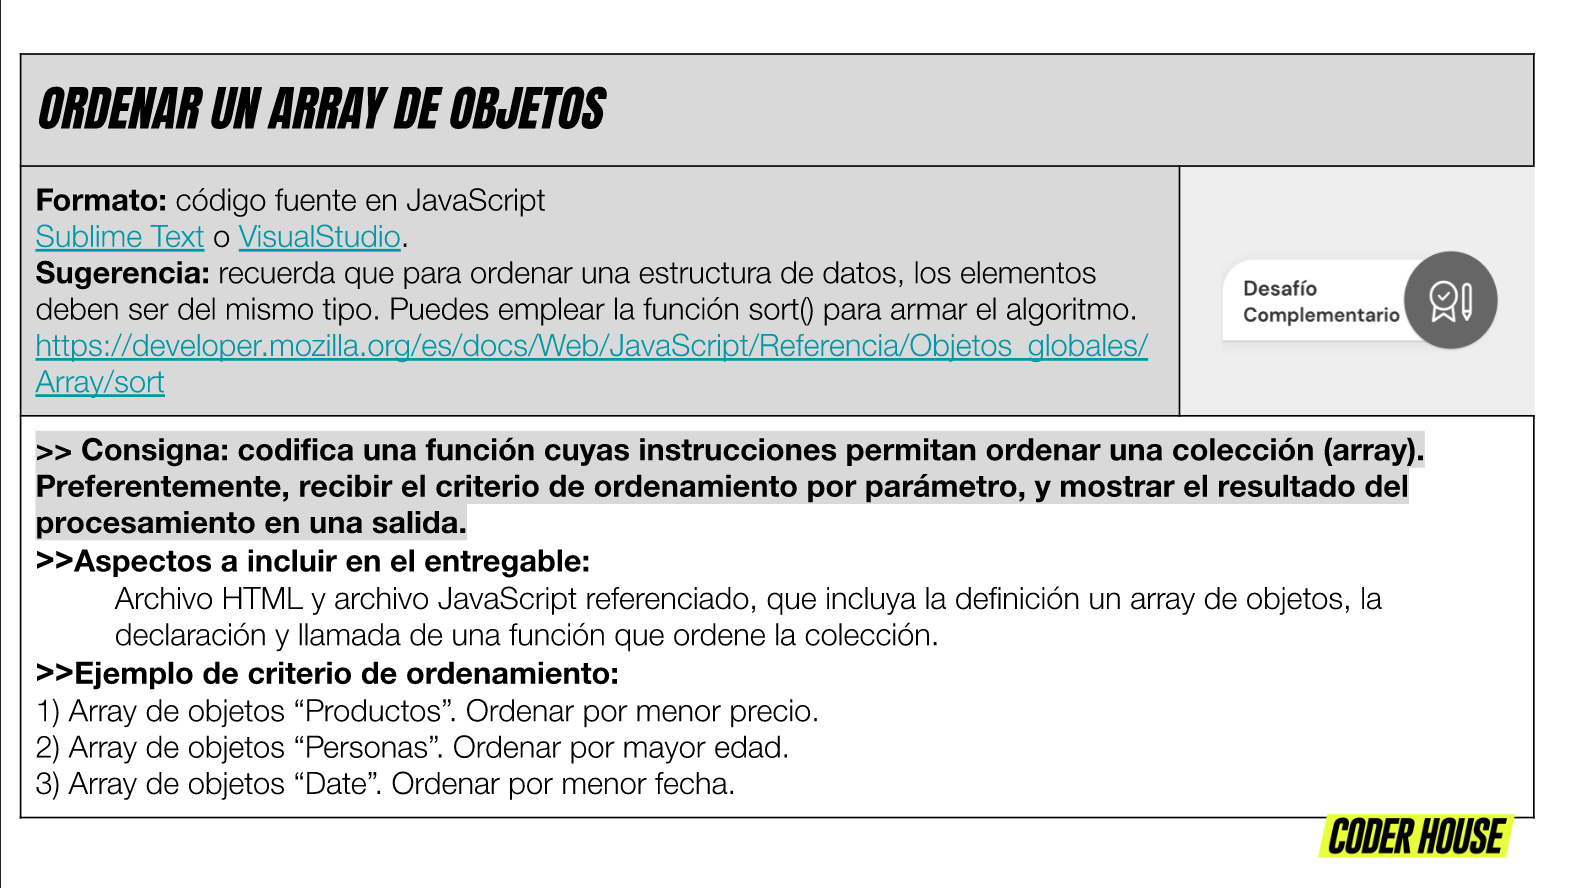 ORDENAR UN ARRAY DE OBJETOS
Formato: código fuente en JavaScript
Sublime Text o VisualStudio.
Sugerencia: recuerda que para ordenar una estructura de datos, los elementos
deben ser del mismo tipo. Puedes emplear la función sort() para armar el algoritmo.
https://developer.mozilla.org/es/docs/Web/JavaScript/Referencia/Objetos_globales/
Array/sort
Desafío
Complementario
>> Consigna: codifica una función cuyas instrucciones permitan ordenar una colección (array).
Preferentemente, recibir el criterio de ordenamiento por parámetro, y mostrar el resultado del
procesamiento en una salida.
>>Aspectos a incluir en el entregable:
Archivo HTML y archivo JavaScript referenciado, que incluya la definición un array de objetos, la
declaración y llamada de una función que ordene la colección.
>>Ejemplo de criterio de ordenamiento:
1) Array de objetos “Productos”. Ordenar por menor precio.
2) Array de objetos “Personas”. Ordenar por mayor edad.
3) Array de objetos “Date”. Ordenar por menor fecha.
CODER HOUSE